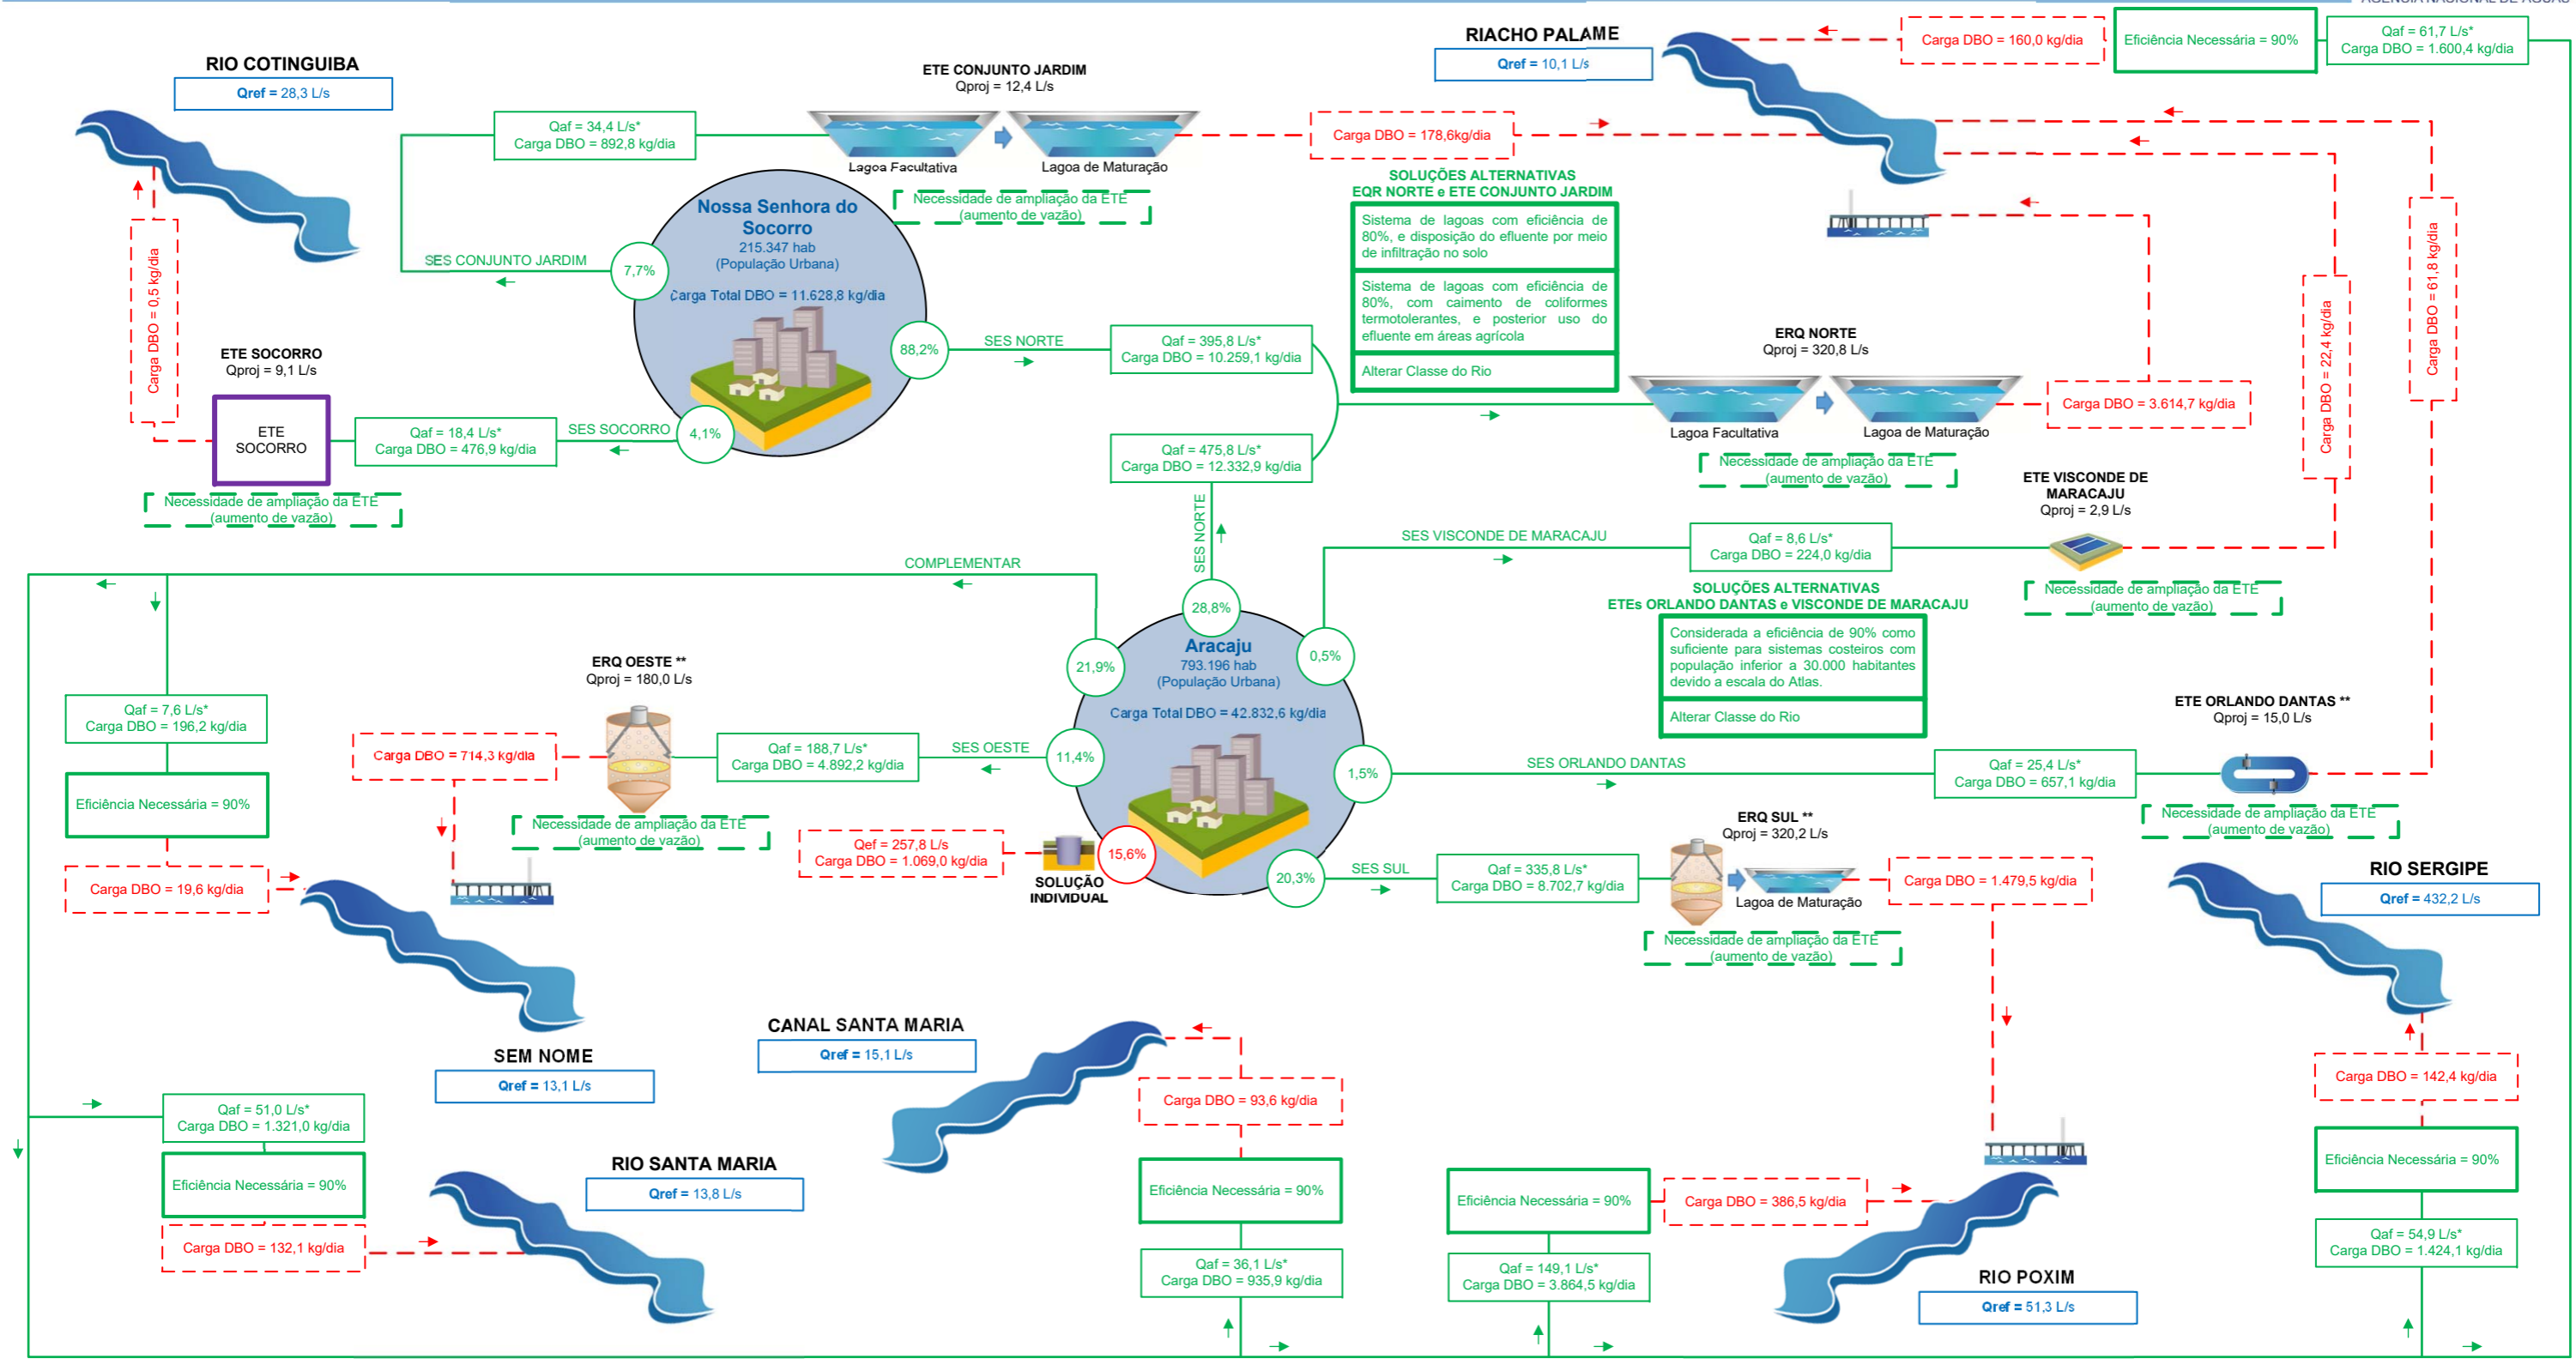 AGÊNCIA NACIONAL DE ÁGUAS
RIO COTINGUIBA
Qref = 28,3 L/s
ETE CONJUNTO JARDIM
Qproj = 12,4 L/s
Qaf = 34,4 L/s*
Carga DBO = 892,8 kg/dia
Lagoa Facultativa
Lagoa de Maturação
Necessidade de ampliação da ETE
(aumento de vazão)
Carga DBO = 178,6kg/dia
RIACHO PALAME
Qref = 10,1 L/s
Carga DBO = 160,0 kg/dia
Eficiência Necessária = 90%
Qaf = 61,7 L/s*
Carga DBO = 1.600,4 kg/dia
SES CONJUNTO JARDIM
7,7%
Nossa Senhora do
Socorro
215.347 hab
(População Urbana)
Carga Total DBO = 11.628,8 kg/dia
88,2%
4,1%
SES NORTE
Qaf = 395,8 L/s*
Carga DBO = 10.259,1 kg/dia
SOLUÇÕES ALTERNATIVAS
EQR NORTE e ETE CONJUNTO JARDIM
Sistema de lagoas com eficiência de
80%, e disposição do efluente por meio
de infiltração no solo
Sistema de lagoas com eficiência de
80%, com caimento de coliformes
termotolerantes, e posterior uso do
efluente em áreas agrícola
Alterar Classe do Rio
Carga DBO = 0,5 kg/dia
ETE SOCORRO
Qproj = 9,1 L/s
ETE
SOCORRO
Qaf = 18,4 L/s*
Carga DBO = 476,9 kg/dia
SES SOCORRO
Necessidade de ampliação da ETE
(aumento de vazão)
Qaf = 475,8 L/s*
Carga DBO = 12.332,9 kg/dia
SES NORTE
ERQ NORTE
Qproj = 320,8 L/s
Lagoa Facultativa
Lagoa de Maturação
Carga DBO = 3.614,7 kg/dia
Necessidade de ampliação da ETE
(aumento de vazão)
Carga DBO = 22,4 kg/dia
Carga DBO = 61,8 kg/dia
ETE VISCONDE DE
MARACAJU
Qproj = 2,9 L/s
SES VISCONDE DE MARACAJU
Qaf = 8,6 L/s*
Carga DBO = 224,0 kg/dia
Necessidade de ampliação da ETE
(aumento de vazão)
SOLUÇÕES ALTERNATIVAS
ETEs ORLANDO DANTAS e VISCONDE DE MARACAJU
Considerada a eficiência de 90% como
suficiente para sistemas costeiros com
população inferior a 30.000 habitantes
devido a escala do Atlas.
Alterar Classe do Rio
COMPLEMENTAR
28,8%
21,9%
0,5%
11,4%
1,5%
15,6%
20,3%
Aracaju
793.196 hab
(População Urbana)
Carga Total DBO = 42.832,6 kg/dia
Qaf = 7,6 L/s*
Carga DBO = 196,2 kg/dia
Eficiência Necessária = 90%
Carga DBO = 19,6 kg/dia
ERQ OESTE **
Qproj = 180,0 L/s
Carga DBO = 714,3 kg/dia
Qaf = 188,7 L/s*
Carga DBO = 4.892,2 kg/dia
SES OESTE
Necessidade de ampliação da ETE
(aumento de vazão)
Qef = 257,8 L/s
Carga DBO = 1.069,0 kg/dia
SOLUÇÃO
INDIVIDUAL
SES ORLANDO DANTAS
Qaf = 25,4 L/s*
Carga DBO = 657,1 kg/dia
ETE ORLANDO DANTAS **
Qproj = 15,0 L/s
Necessidade de ampliação da ETE
(aumento de vazão)
SES SUL
Qaf = 335,8 L/s*
Carga DBO = 8.702,7 kg/dia
ERQ SUL **
Qproj = 320,2 L/s
Lagoa de Maturação
Carga DBO = 1.479,5 kg/dia
Necessidade de ampliação da ETE
(aumento de vazão)
RIO SERGIPE
Qref = 432,2 L/s
SEM NOME
Qref = 13,1 L/s
CANAL SANTA MARIA
Qref = 15,1 L/s
Carga DBO = 93,6 kg/dia
Eficiência Necessária = 90%
Qaf = 36,1 L/s*
Carga DBO = 935,9 kg/dia
Qaf = 51,0 L/s*
Carga DBO = 1.321,0 kg/dia
Eficiência Necessária = 90%
Carga DBO = 132,1 kg/dia
RIO SANTA MARIA
Qref = 13,8 L/s
Eficiência Necessária = 90%
Carga DBO = 386,5 kg/dia
Qaf = 149,1 L/s*
Carga DBO = 3.864,5 kg/dia
RIO POXIM
Qref = 51,3 L/s
Carga DBO = 142,4 kg/dia
Eficiência Necessária = 90%
Qaf = 54,9 L/s*
Carga DBO = 1.424,1 kg/dia